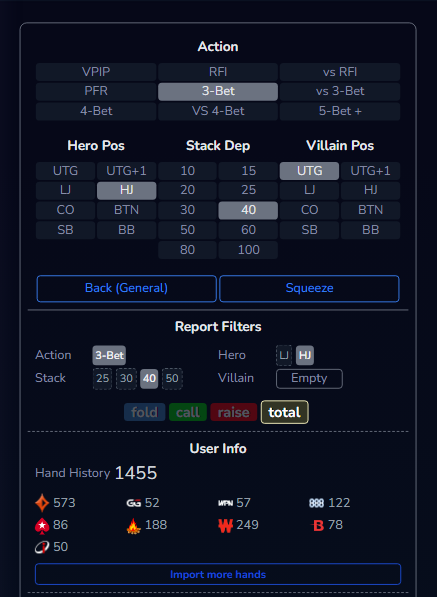 Action
VPIP RFI vs RFI
PFR 3-Bet vs 3-Bet
4-Bet VS 4-Bet 5-Bet +
Hero Pos Stack Dep Villain Pos
UTG UTG+1 10 15 UTG UTG+1
LJ HJ 20 25 LJ HJ
CO BTN 30 40 CO BTN
SB BB 50 60 SB BB
80 100
Back (General) Squeeze
Report Filters
Action 3-Bet Hero LJ HJ
Stack 25 30 40 50 Villain Empty
fold call raise total
User Info
Hand History 1455
573 GG 52 WPN 57 888 122
86 188 W 249 B 78
50
Import more hands